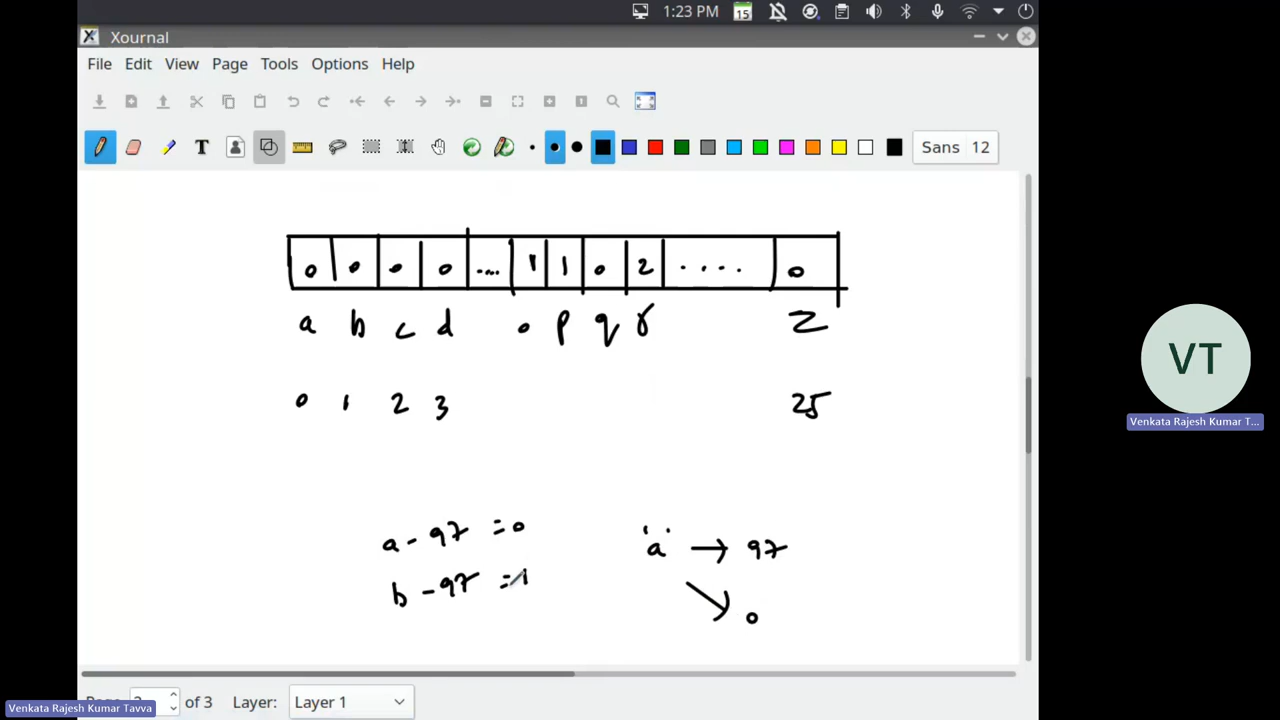 1:23 PM 15
Xournal
File Edit View Page Tools Options Help
T Sans 12
0 0 0 0 .... 1 1 0 2 .... 0
a b c d o p q r z
0 1 2 3 25
a - 97 = 0
b - 97 = 1
'a' → 97
0
VT
Venkata Rajesh Kumar T...
of 3 Layer: Layer 1
Venkata Rajesh Kumar Tavva